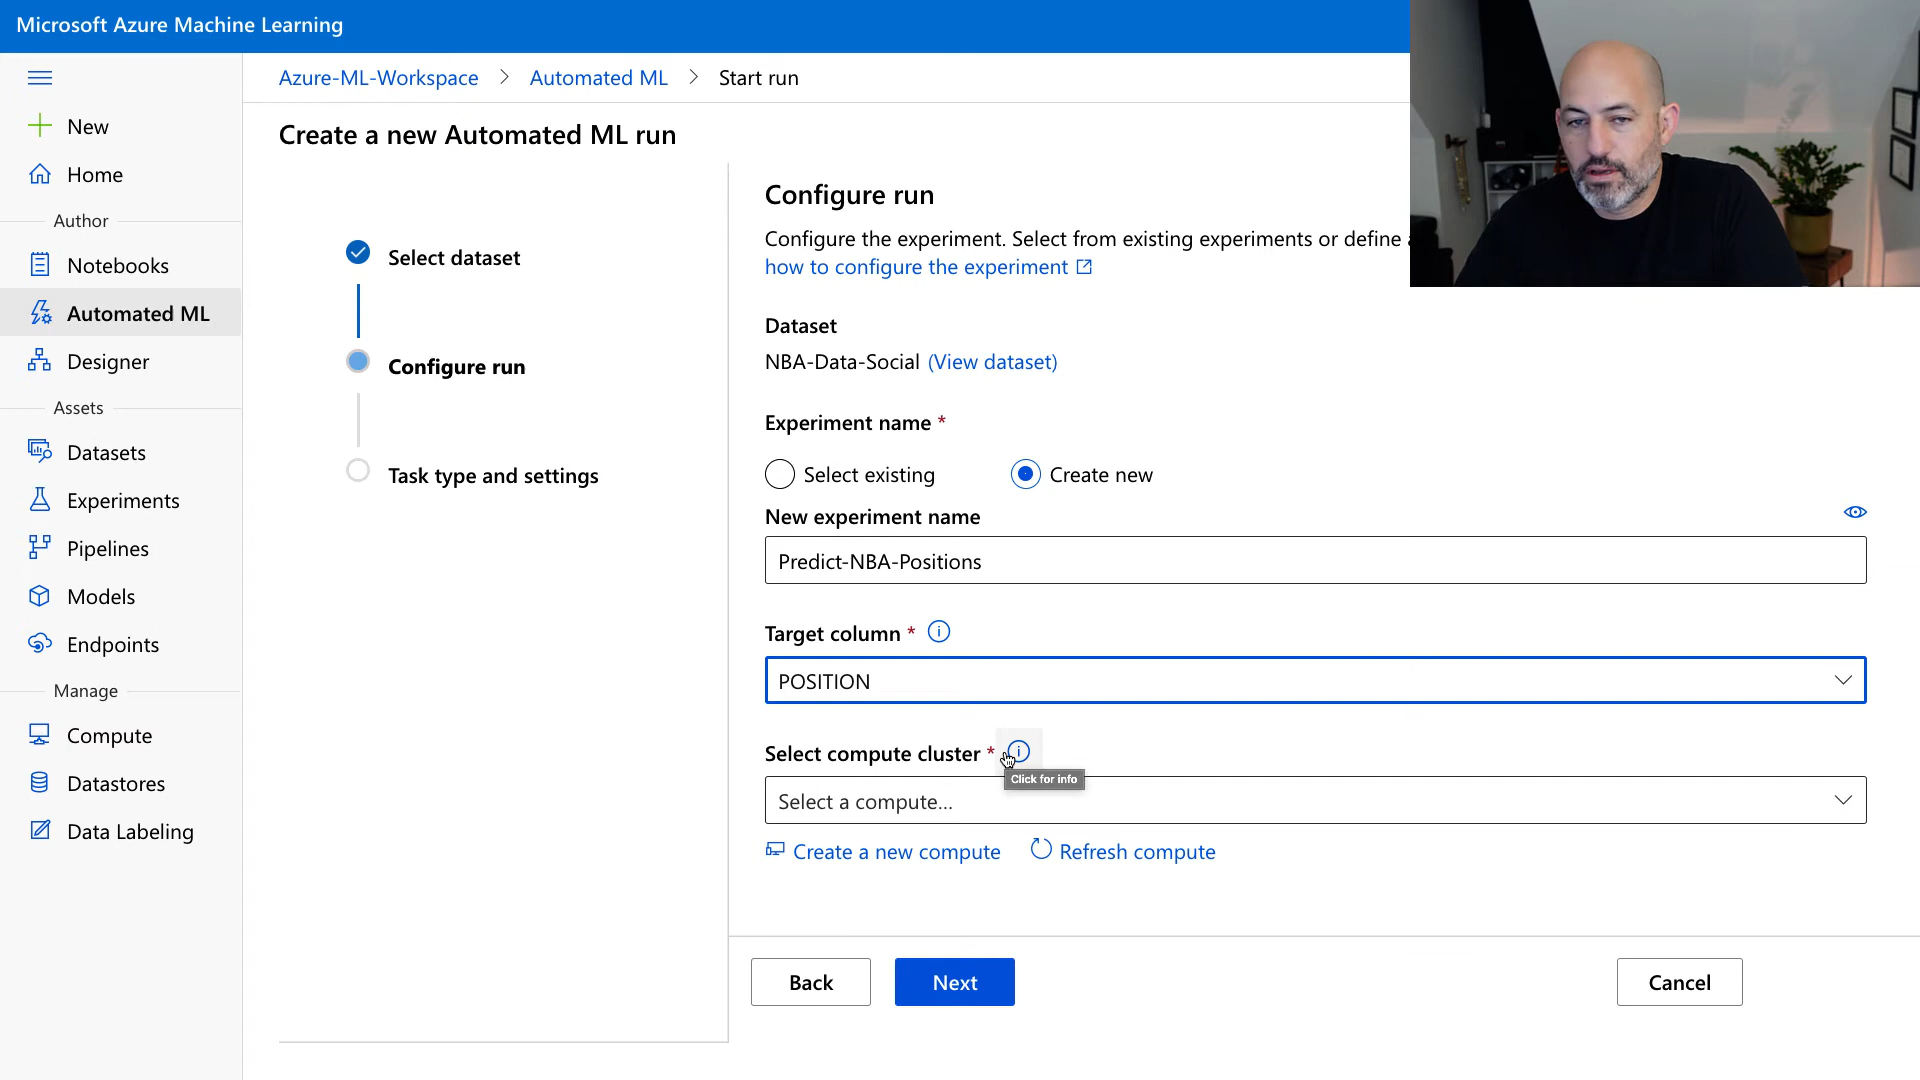 Microsoft Azure Machine Learning
Azure-ML-Workspace > Automated ML > Start run
New
Home
Author
Notebooks
Automated ML
Designer
Assets
Datasets
Experiments
Pipelines
Models
Endpoints
Manage
Compute
Datastores
Data Labeling
Create a new Automated ML run
Select dataset
Configure run
Task type and settings
Configure run
Configure the experiment. Select from existing experiments or define
how to configure the experiment
Dataset
NBA-Data-Social (View dataset)
Experiment name *
Select existing Create new
New experiment name
Predict-NBA-Positions
Target column *
POSITION
Select compute cluster *
Click for info
Select a compute...
Create a new compute Refresh compute
Back Next Cancel